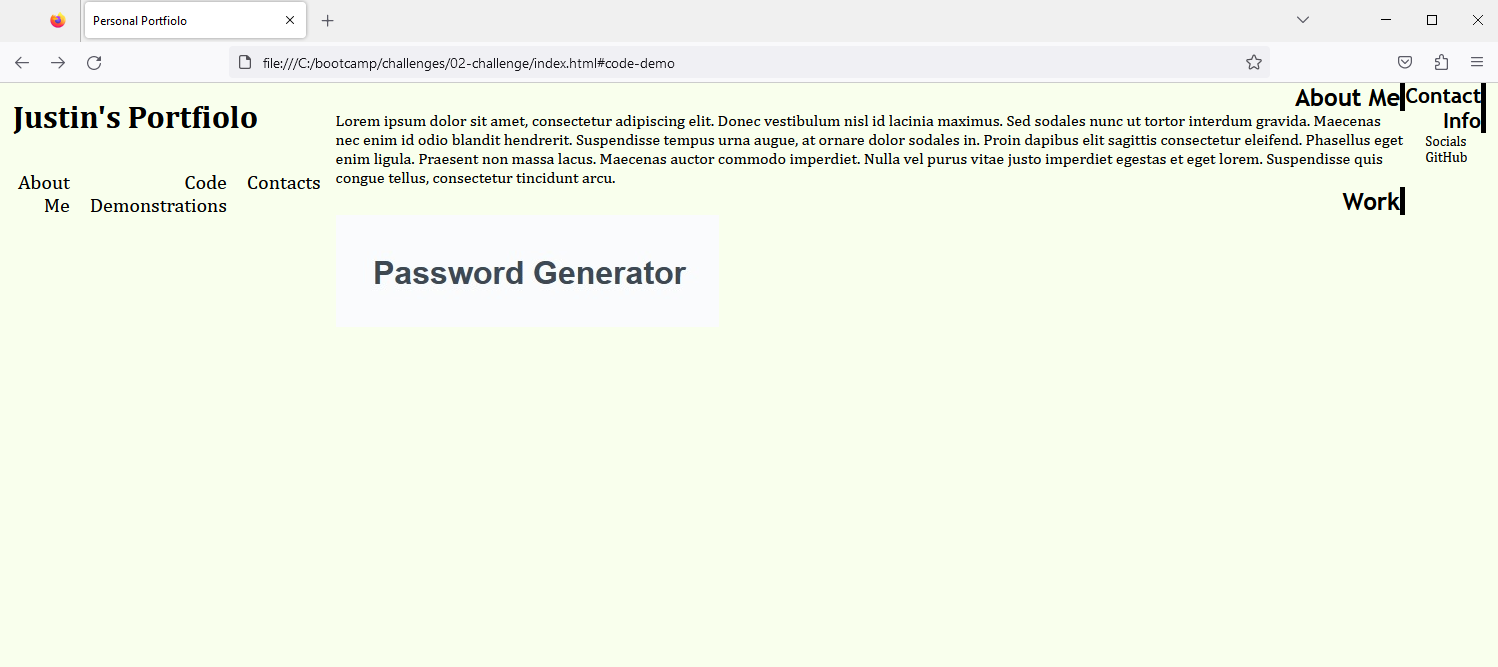 Personal Portfiolo
file:///C:/bootcamp/challenges/02-challenge/index.html#code-demo
Justin's Portfiolo
About
Me
Code
Demonstrations
Contacts
About Me
Lorem ipsum dolor sit amet, consectetur adipiscing elit. Donec vestibulum nisl id lacinia maximus. Sed sodales nunc ut tortor interdum gravida. Maecenas
nec enim id odio blandit hendrerit. Suspendisse tempus urna augue, at ornare dolor sodales in. Proin dapibus elit sagittis consectetur eleifend. Phasellus eget
enim ligula. Praesent non massa lacus. Maecenas auctor commodo imperdiet. Nulla vel purus vitae justo imperdiet egestas et eget lorem. Suspendisse quis
congue tellus, consectetur tincidunt arcu.
Work
Password Generator
Contact
Info
Socials
GitHub